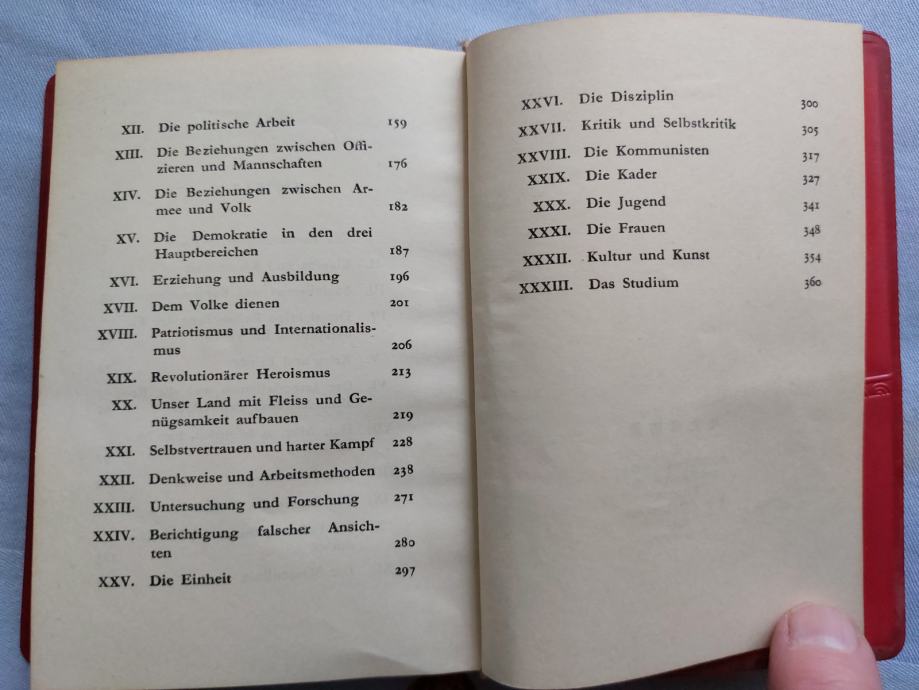 XII. Die politische Arbeit 159
XIII. Die Beziehungen zwischen Offi-
zieren und Mannschaften 176
XIV. Die Beziehungen zwischen Ar-
mee und Volk 182
XV. Die Demokratie in den drei
Hauptbereichen 187
XVI. Erziehung und Ausbildung 196
XVII. Dem Volke dienen 201
XVIII. Patriotismus und Internationalis-
mus 206
XIX. Revolutionärer Heroismus 213
XX. Unser Land mit Fleiss und Ge-
nügsamkeit aufbauen 219
XXI. Selbstvertrauen und harter Kampf 228
XXII. Denkweise und Arbeitsmethoden 238
XXIII. Untersuchung und Forschung 271
XXIV. Berichtigung falscher Ansich-
ten 280
XXV. Die Einheit 297
XXVI. Die Disziplin 300
XXVII. Kritik und Selbstkritik 305
XXVIII. Die Kommunisten 317
XXIX. Die Kader 327
XXX. Die Jugend 341
XXXI. Die Frauen 348
XXXII. Kultur und Kunst 354
XXXIII. Das Studium 360